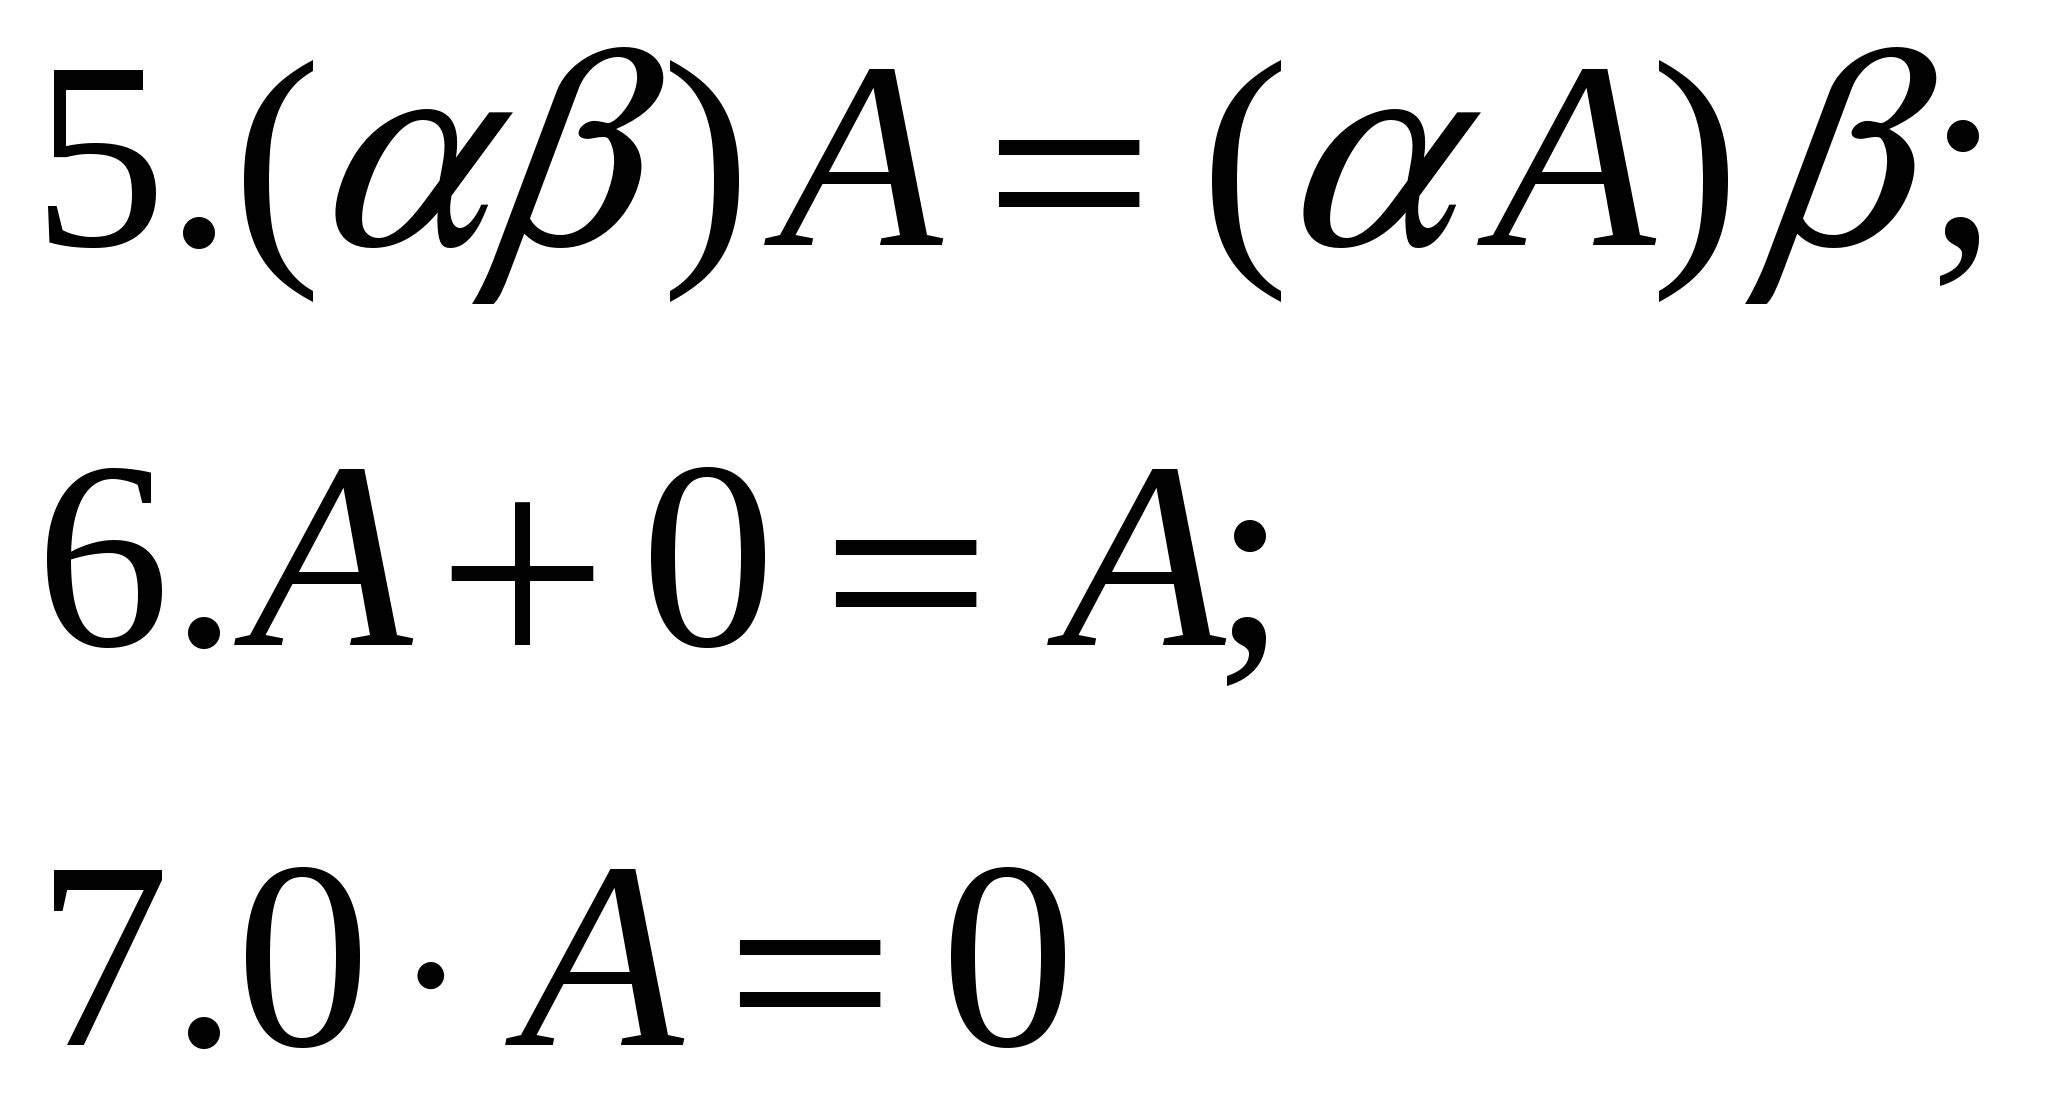 5.(αβ)A = (αA)β;
6.A + 0 = A;
7.0 · A = 0